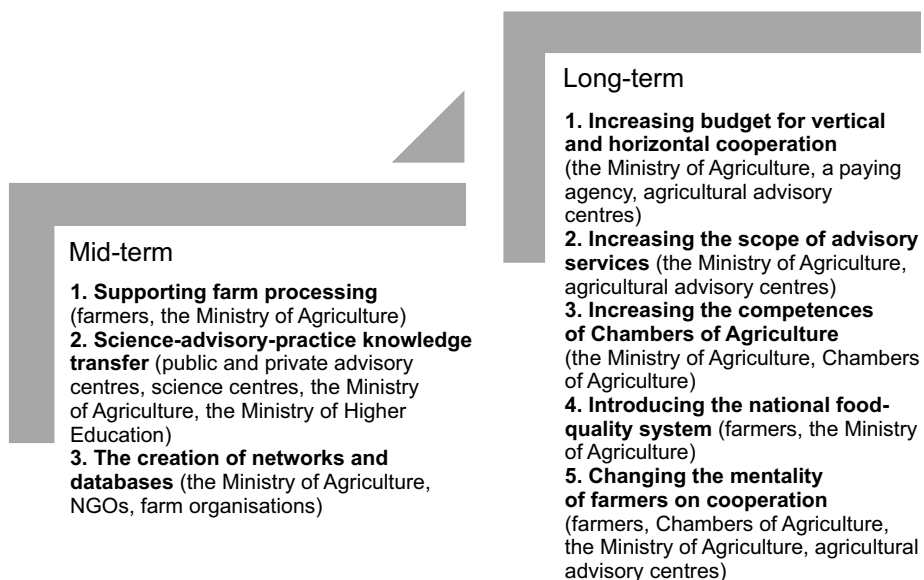 Mid-term
1. Supporting farm processing
(farmers, the Ministry of Agriculture)
2. Science-advisory-practice knowledge
transfer (public and private advisory
centres, science centres, the Ministry
of Agriculture, the Ministry of Higher
Education)
3. The creation of networks and
databases (the Ministry of Agriculture,
NGOs, farm organisations)
Long-term
1. Increasing budget for vertical
and horizontal cooperation
(the Ministry of Agriculture, a paying
agency, agricultural advisory
centres)
2. Increasing the scope of advisory
services (the Ministry of Agriculture,
agricultural advisory centres)
3. Increasing the competences
of Chambers of Agriculture
(the Ministry of Agriculture, Chambers
of Agriculture)
4. Introducing the national food-
quality system (farmers, the Ministry
of Agriculture)
5. Changing the mentality
of farmers on cooperation
(farmers, Chambers of Agriculture,
the Ministry of Agriculture, agricultural
advisory centres)